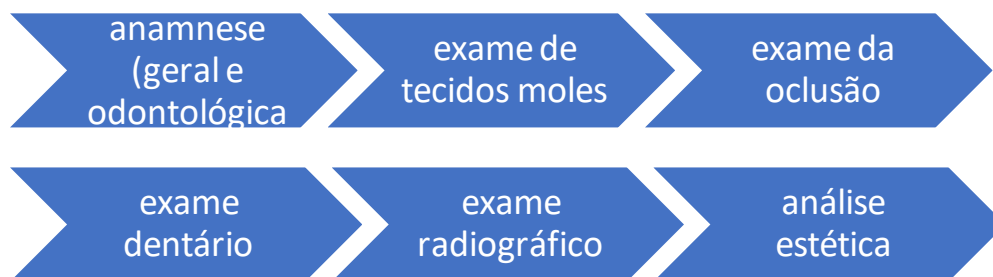 anamnese
(geral e
odontológica
exame de
tecidos moles
exame da
oclusão
exame
dentário
exame
radiográfico
análise
estética